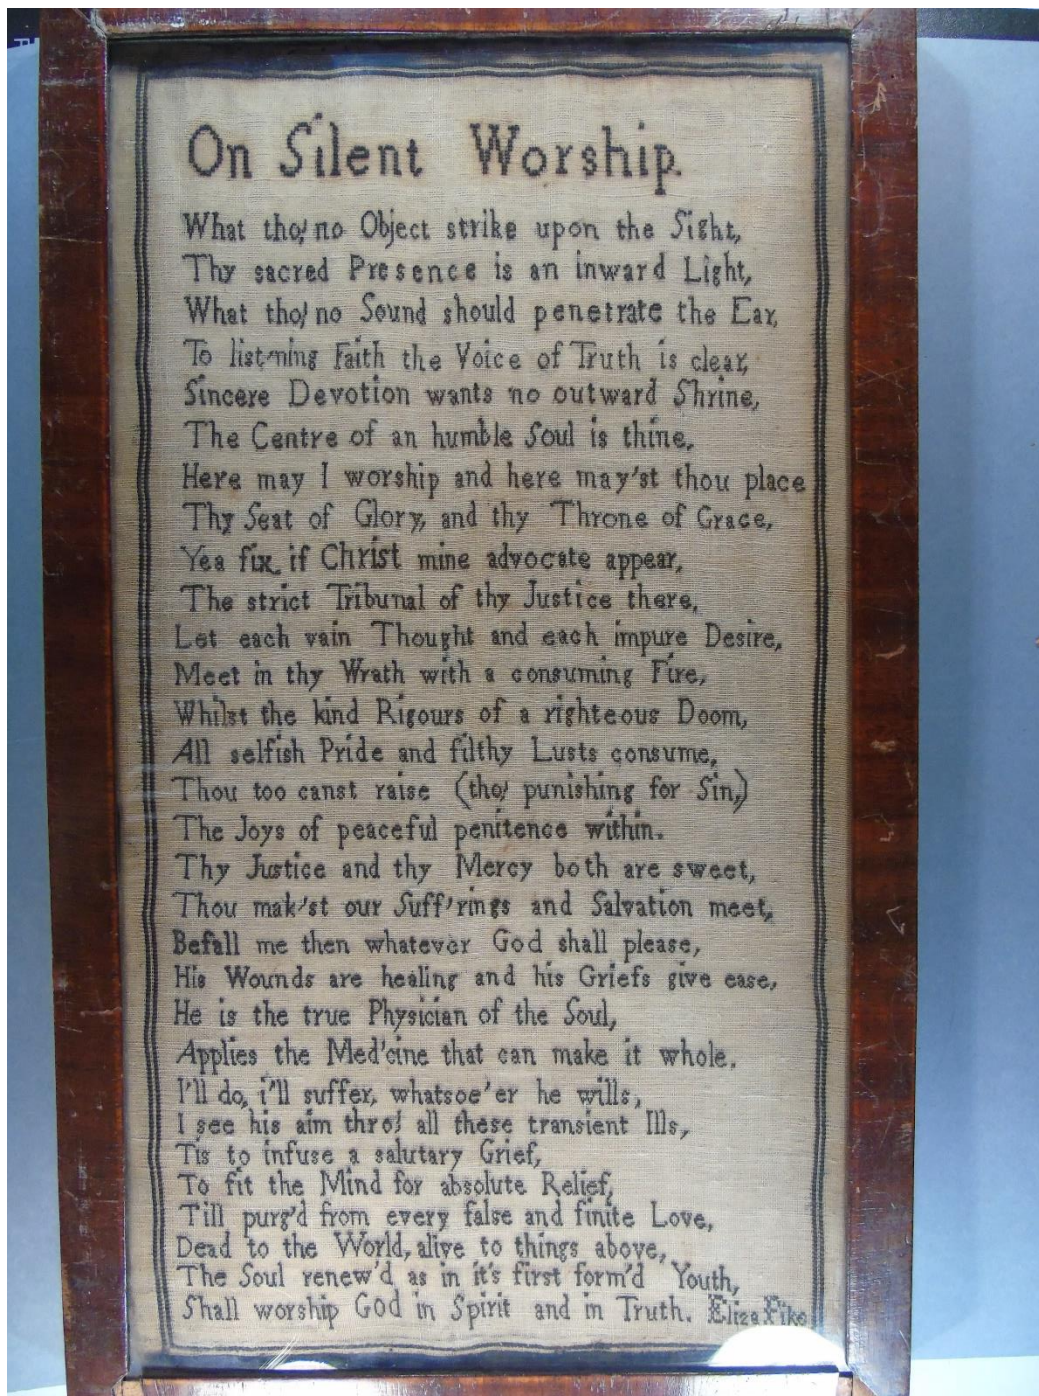 On Silent Worship.
What tho' no Object strike upon the Sight,
Thy sacred Presence is an inward Light,
What tho' no Sound should penetrate the Ear,
To list'ning Faith the Voice of Truth is clear,
Sincere Devotion wants no outward Shrine,
The Centre of an humble Soul is thine,
Here may I worship and here may'st thou place
Thy Seat of Glory, and thy Throne of Grace,
Yea fix, if Christ mine advocate appear,
The strict Tribunal of thy Justice there,
Let each vain Thought and each impure Desire,
Meet in thy Wrath with a consuming Fire,
Whilst the kind Rigours of a righteous Doom,
All selfish Pride and filthy Lusts consume,
Thou too canst raise (tho' punishing for Sin,)
The Joys of peaceful penitence within.
Thy Justice and thy Mercy both are sweet,
Thou mak'st our Suff'rings and Salvation meet,
Befall me then whatever God shall please,
His Wounds are healing and his Griefs give ease,
He is the true Physician of the Soul,
Applies the Med'cine that can make it whole.
I'll do, i'll suffer, whatsoe'er he wills,
I see his aim thro' all these transient Ills,
Tis to infuse a salutary Grief,
To fit the Mind for absolute Relief,
Till purg'd from every false and finite Love,
Dead to the World, alive to things above,
The Soul renew'd as in it's first form'd Youth,
Shall worship God in Spirit and in Truth. Eliza Fike